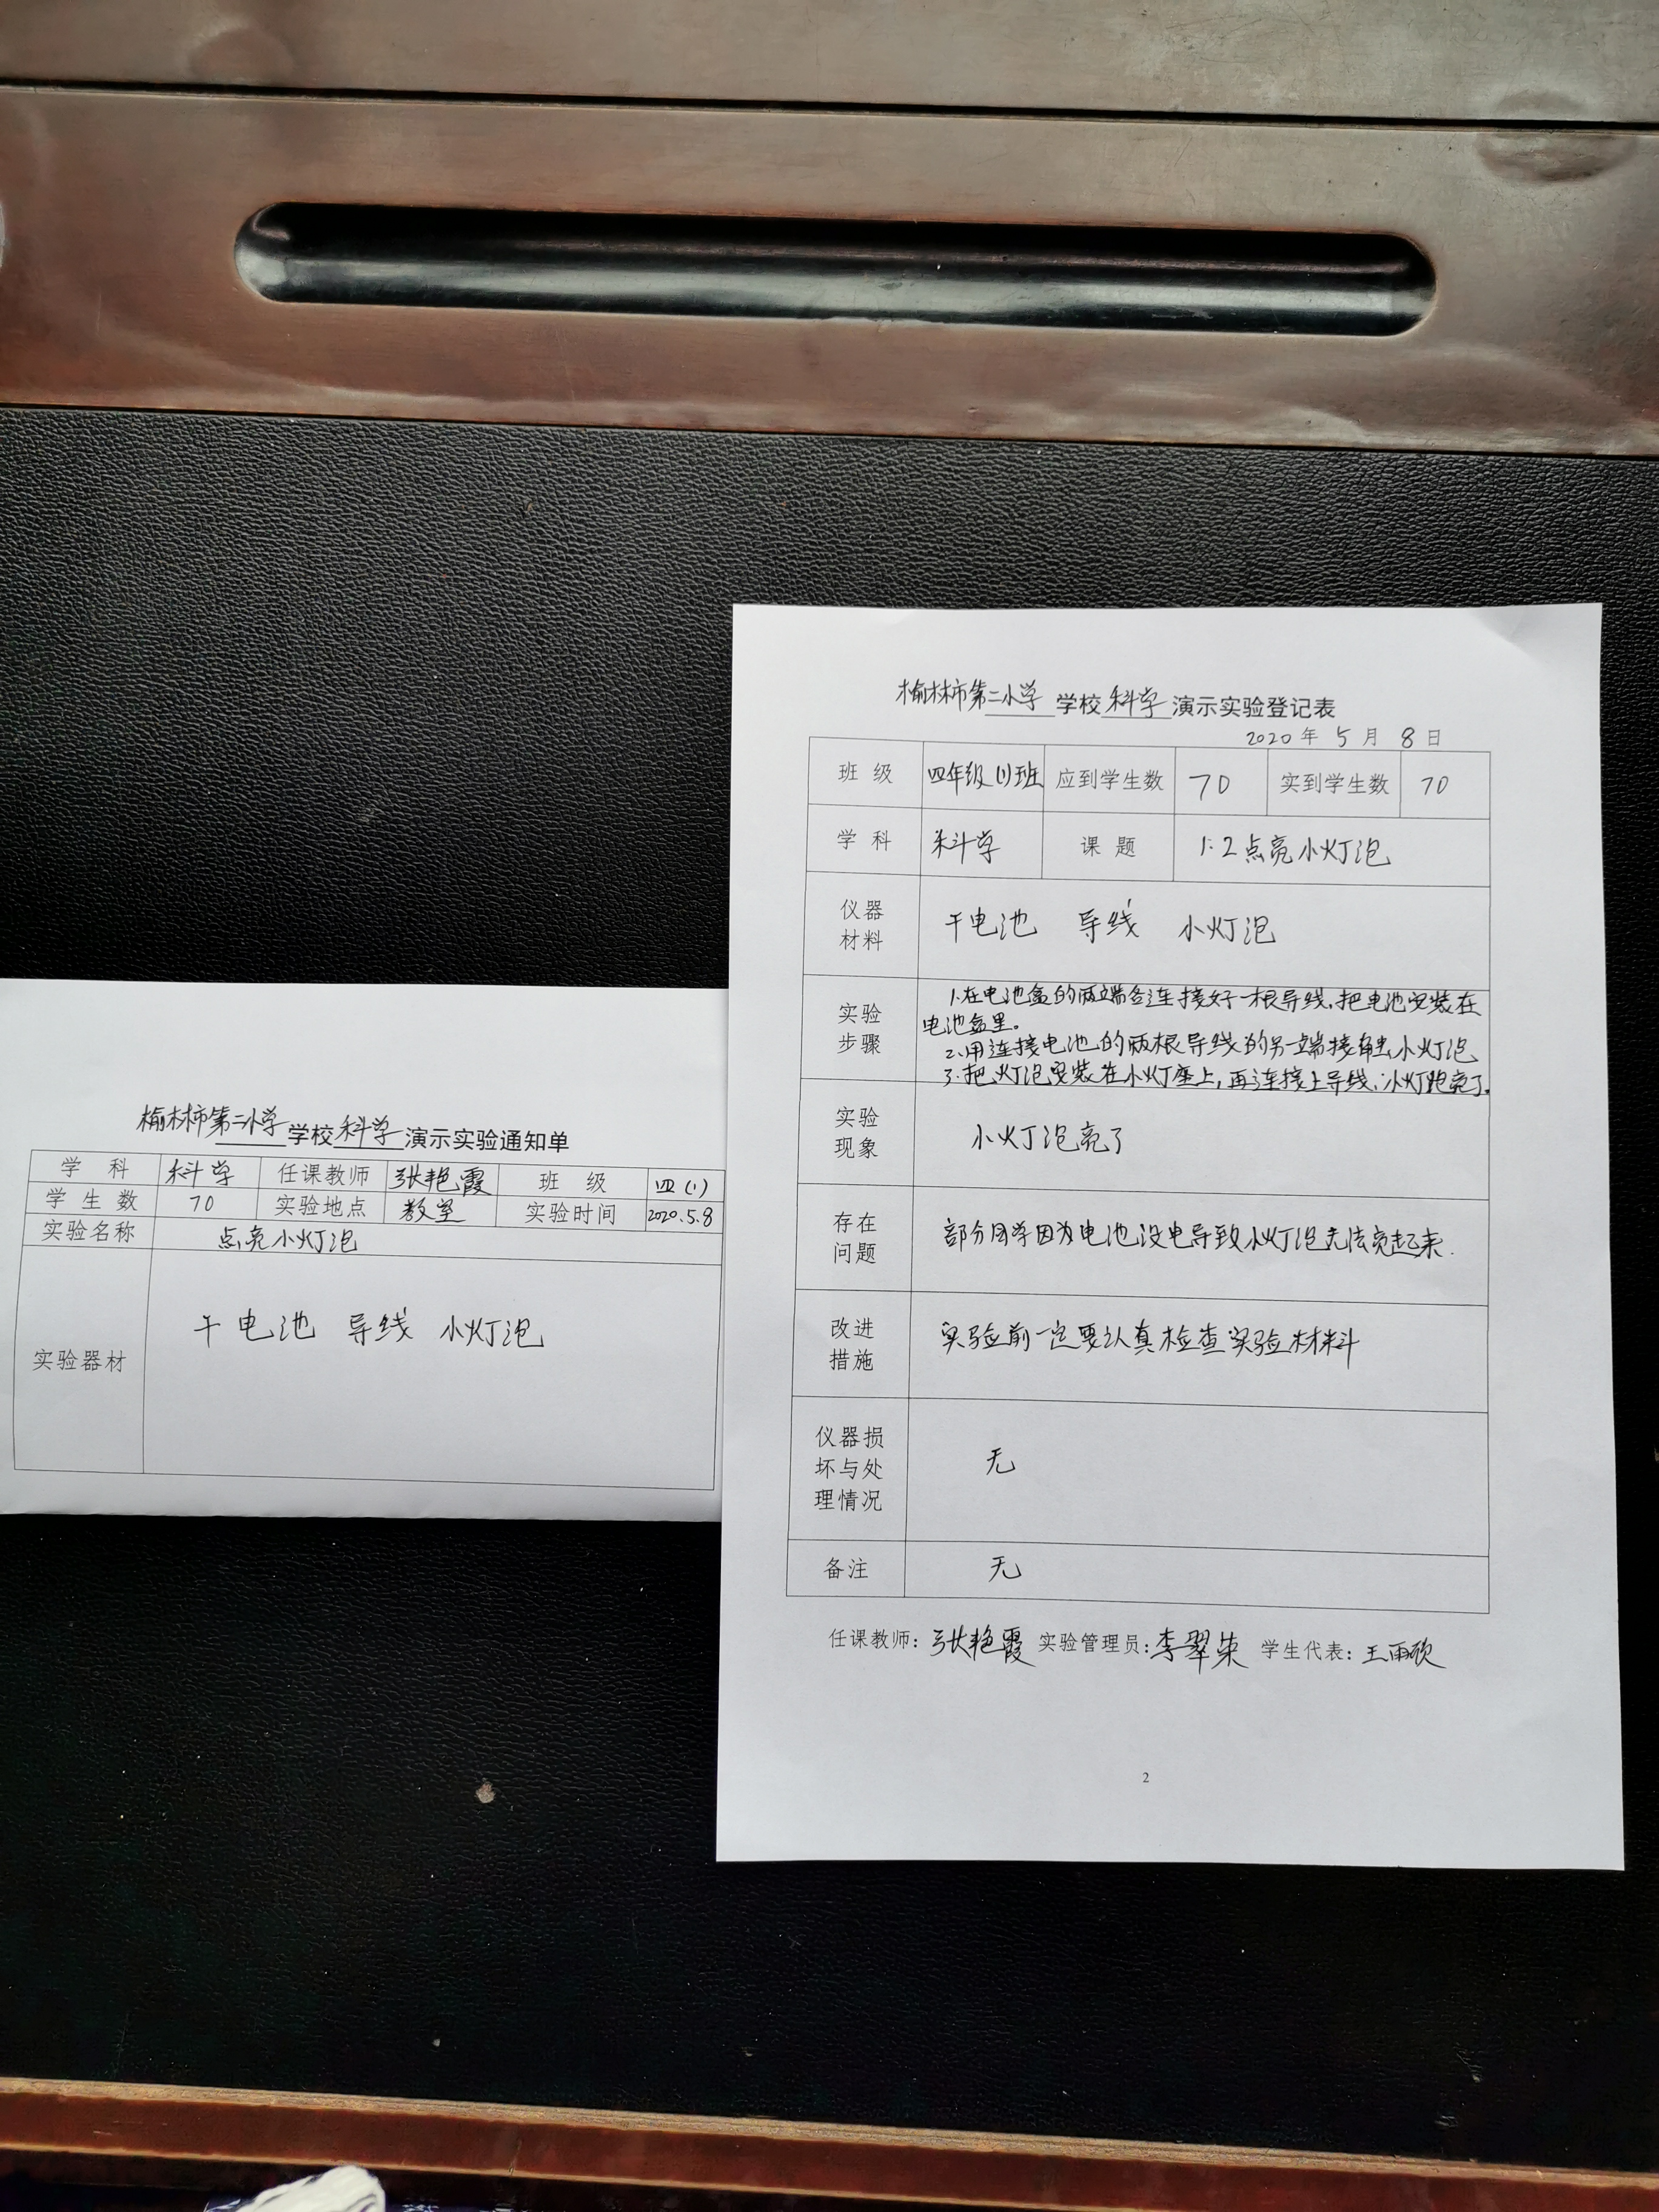 榆林市第二小学学校科学演示实验通知单
学 科 科学 任课教师 张艳霞 班 级 四(1)
学 生 数 70 实验地点 教室 实验时间 2020.5.8
实验名称 点亮小灯泡
实验器材 干电池 导线 小灯泡
榆林市第二小学学校科学演示实验登记表
2020年 5月 8日
班 级 四年级(1)班 应到学生数 70 实到学生数 70
学 科 科学 课 题 1.2点亮小灯泡
仪器
材料
干电池 导线 小灯泡
实验
步骤
1.在电池盒的两端各连接好一根导线,把电池安装在
电池盒里。
2.用连接电池的两根导线的另一端接触小灯泡
3.把灯泡安装在小灯座上,再连接上导线,小灯泡亮了。
实验
现象
小灯泡亮了
存在
问题
部分同学因为电池没电导致小灯泡无法亮起来.
改进
措施
实验前一定要认真检查实验材料
仪器损
坏与处
理情况
无
备注 无
任课教师:张艳霞 实验管理员:李翠荣 学生代表:王雨欣
2